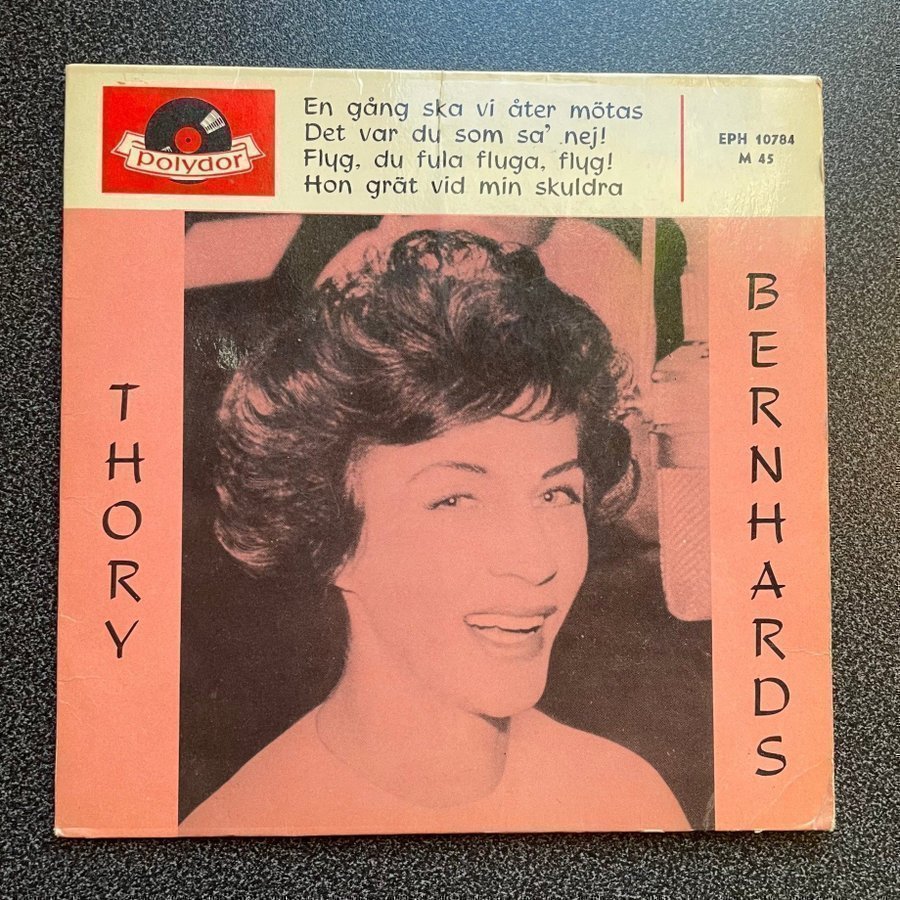 polydor
En gång ska vi åter mötas
Det var du som sa' nej!
Flyg, du fula fluga, flyg!
Hon grät vid min skuldra
EPH 10784
M 45
THORY
BERNHARDS